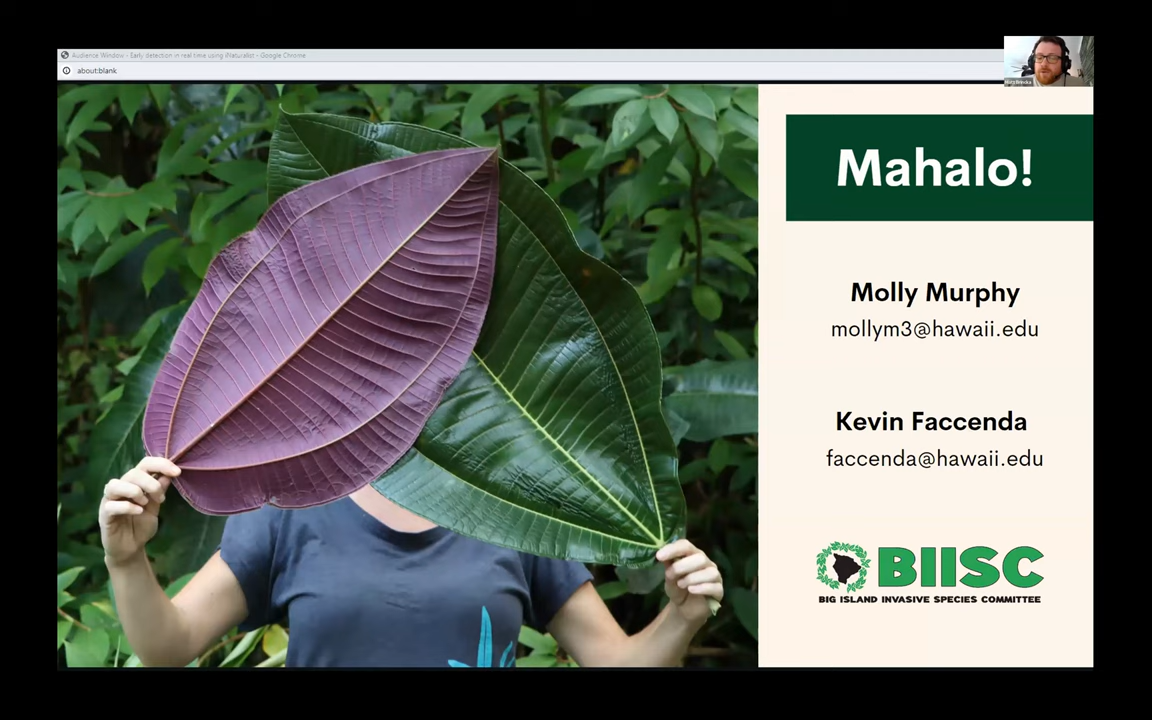 Audience Window - Early detection in real time using iNaturalist - Google Chrome
about:blank
Mahalo!
Molly Murphy
mollym3@hawaii.edu
Kevin Faccenda
faccenda@hawaii.edu
BIISC
BIG ISLAND INVASIVE SPECIES COMMITTEE